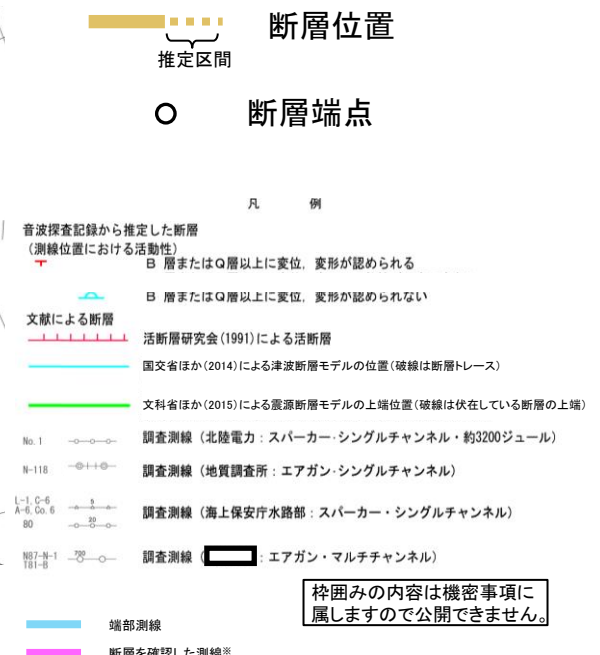 断層位置
推定区間
断層端点
凡 例
音波探査記録から推定した断層
(測線位置における活動性)
B 層またはQ層以上に変位，変形が認められる
B 層またはQ層以上に変位，変形が認められない
文献による断層
活断層研究会(1991)による活断層
国交省ほか(2014)による津波断層モデルの位置(破線は断層トレース)
文科省ほか(2015)による震源断層モデルの上端位置(破線は伏在している断層の上端)
No. 1 調査測線（北陸電力：スパーカー・シングルチャンネル・約3200ジュール）
N-118 調査測線（地質調査所：エアガン・シングルチャンネル）
L-1, C-6
A-6, Co. 6 5 調査測線（海上保安庁水路部：スパーカー・シングルチャンネル）
80 20
N87-N-1 720 調査測線（ ：エアガン・マルチチャンネル）
T81-B
枠囲みの内容は機密事項に
属しますので公開できません。
端部測線
断層を確認した測線※